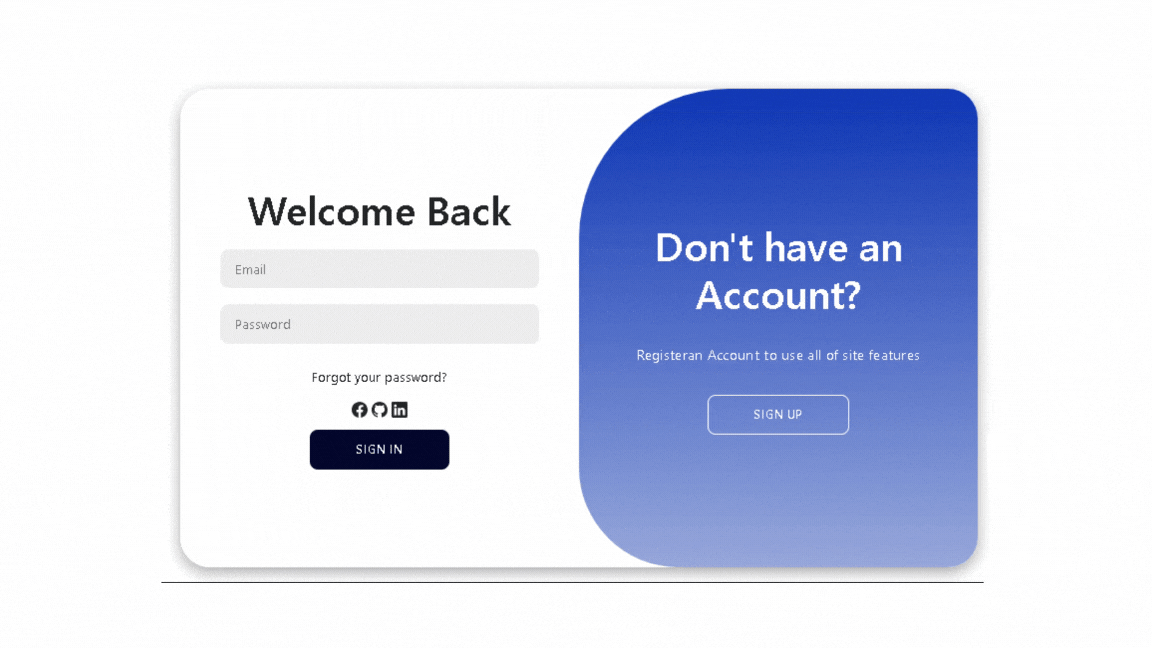 Welcome Back
Email
Password
Forgot your password?
SIGN IN
Don't have an
Account?
Registeran Account to use all of site features
SIGN UP